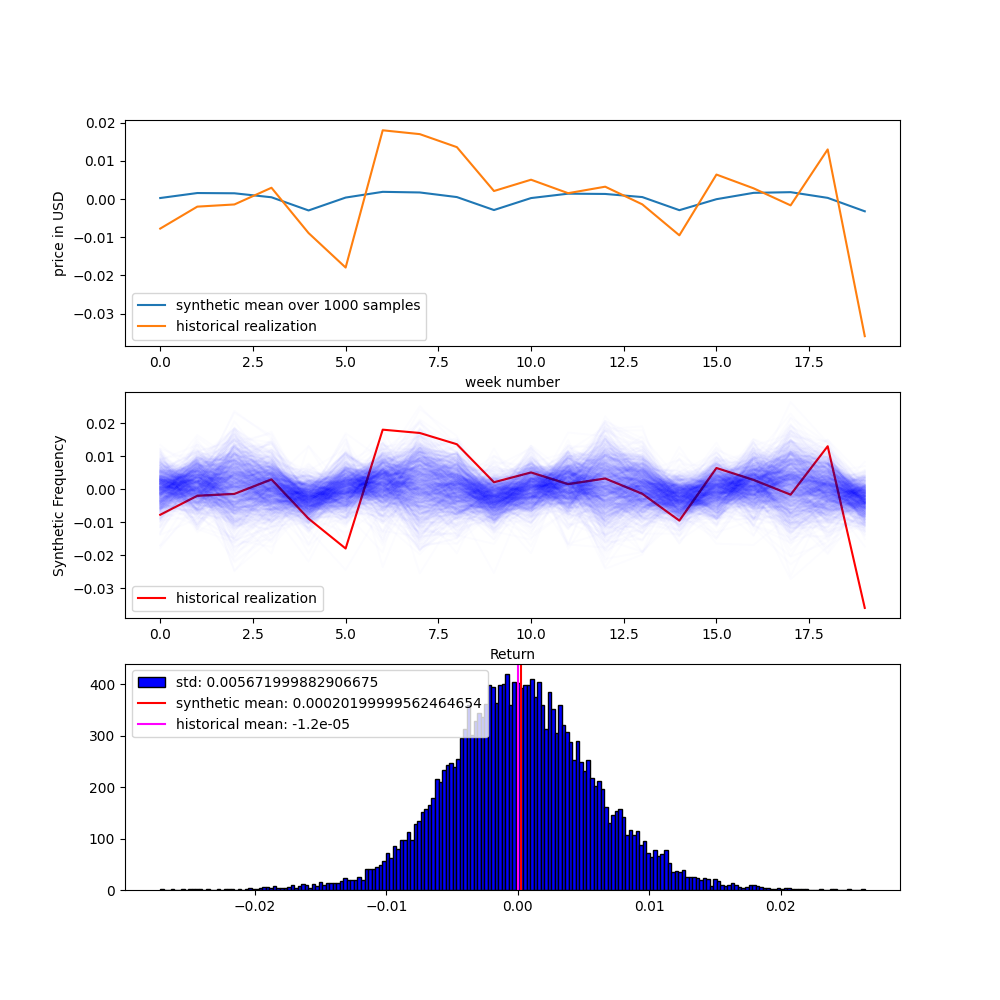 0.02
0.01
0.00
−0.01
−0.02
−0.03
price in USD
synthetic mean over 1000 samples
historical realization
0.0 2.5 5.0 7.5 10.0 12.5 15.0 17.5
week number
0.02
0.01
0.00
−0.01
−0.02
−0.03
Synthetic Frequency
historical realization
0.0 2.5 5.0 7.5 10.0 12.5 15.0 17.5
Return
400
300
200
100
0
std: 0.005671999882906675
synthetic mean: 0.00020199999562464654
historical mean: -1.2e-05
−0.02 −0.01 0.00 0.01 0.02